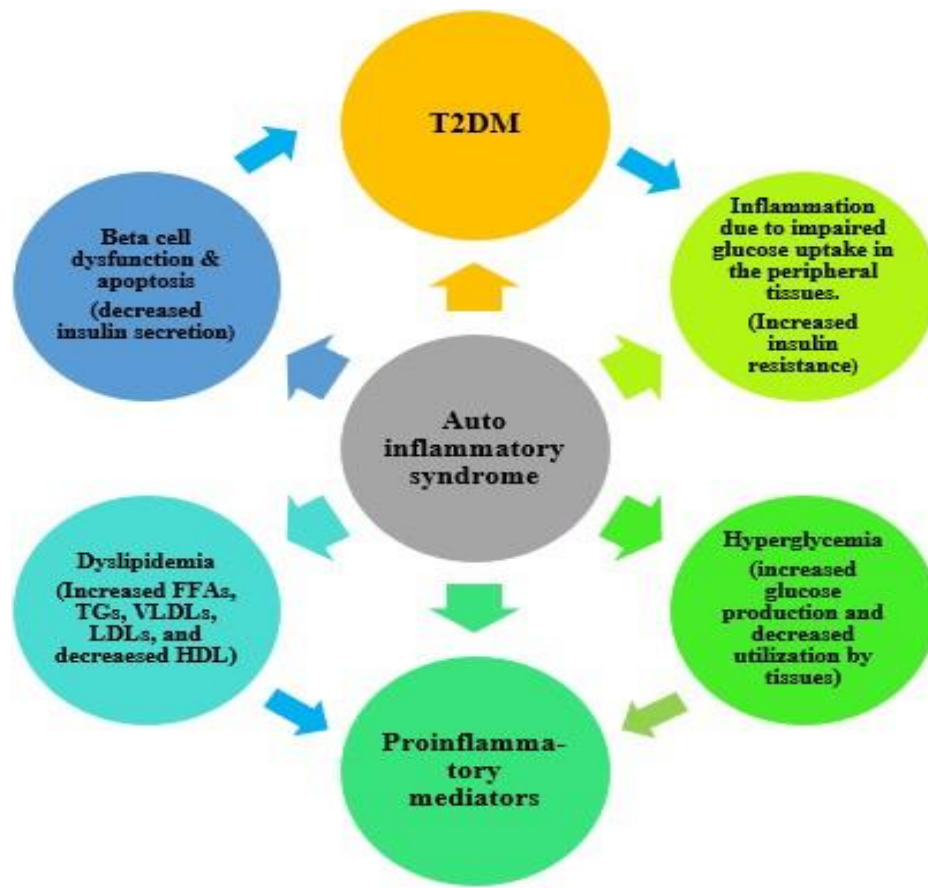 T2DM
Inflammation
due to impaired
glucose uptake in
the peripheral
tissues.
(Increased
insulin
resistance)
Beta cell
dysfunction &
apoptosis
(decreased
insulin secretion)
Auto
inflammatory
syndrome
Dyslipidemia
(Increased FFAs,
TGs, VLDLs,
LDLs, and
decreaesed HDL)
Hyperglycemia
(increased
glucose
production and
decreased
utilization by
tissues)
Proinflamma-
tory
mediators